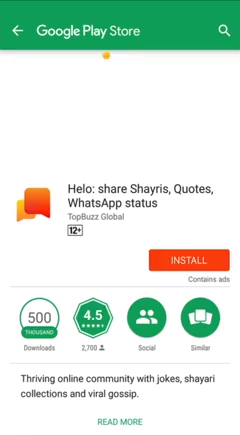 Google Play Store
Helo: share Shayris, Quotes,
WhatsApp status
TopBuzz Global
12+
INSTALL
Contains ads
500
THOUSAND
Downloads
4.5
2,700
Social
Similar
Thriving online community with jokes, shayari
collections and viral gossip.
READ MORE